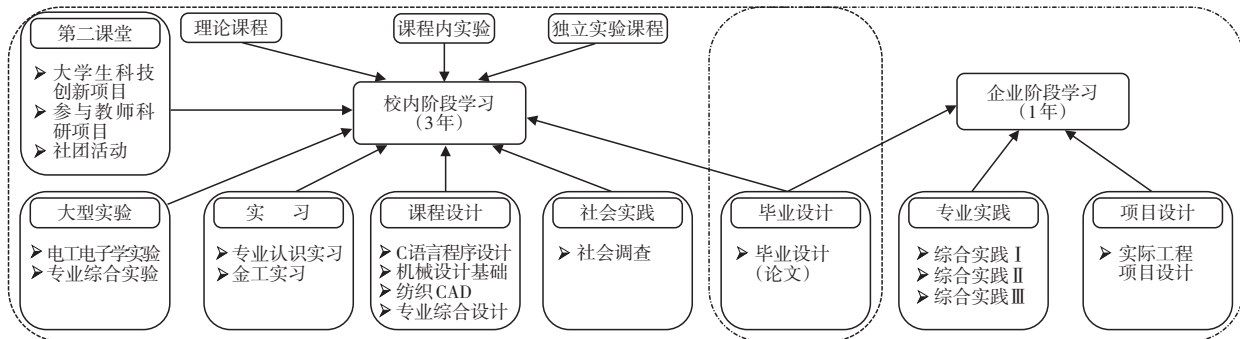 第二课堂
大学生科技
创新项目
参与教师科
研项目
社团活动
理论课程
课程内实验
独立实验课程
校内阶段学习
(3年)
企业阶段学习
(1年)
大型实验
电工电子学实验
专业综合实验
实 习
专业认识实习
金工实习
课程设计
C语言程序设计
机械设计基础
纺织CAD
专业综合设计
社会实践
社会调查
毕业设计
毕业设计
(论文)
专业实践
综合实践Ⅰ
综合实践Ⅱ
综合实践Ⅲ
项目设计
实际工程
项目设计